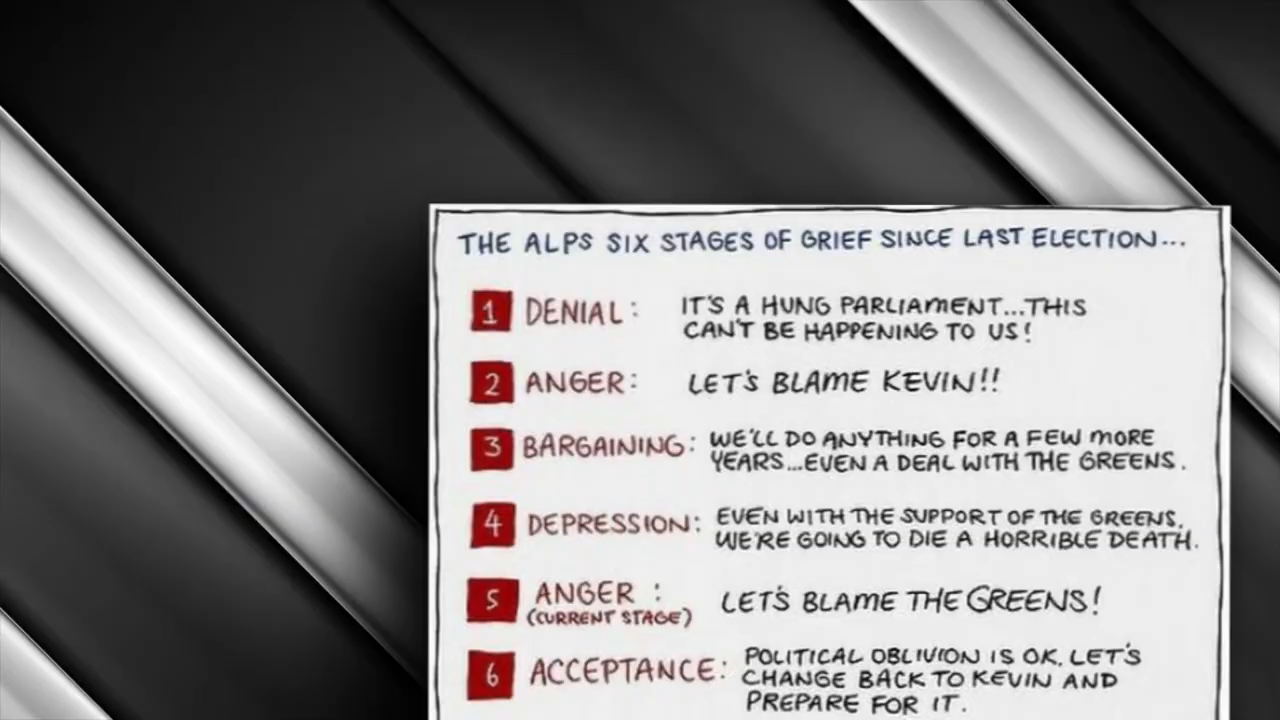 THE ALPS SIX STAGES OF GRIEF SINCE LAST ELECTION...
1 DENIAL: IT'S A HUNG PARLIAMENT...THIS
CAN'T BE HAPPENING TO US!
2 ANGER: LET'S BLAME KEVIN!!
3 BARGAINING: WE'LL DO ANYTHING FOR A FEW MORE
YEARS...EVEN A DEAL WITH THE GREENS.
4 DEPRESSION: EVEN WITH THE SUPPORT OF THE GREENS,
WE'RE GOING TO DIE A HORRIBLE DEATH.
5 ANGER: LET'S BLAME THE GREENS!
(CURRENT STAGE)
6 ACCEPTANCE: POLITICAL OBLIVION IS OK. LET'S
CHANGE BACK TO KEVIN AND
PREPARE FOR IT.